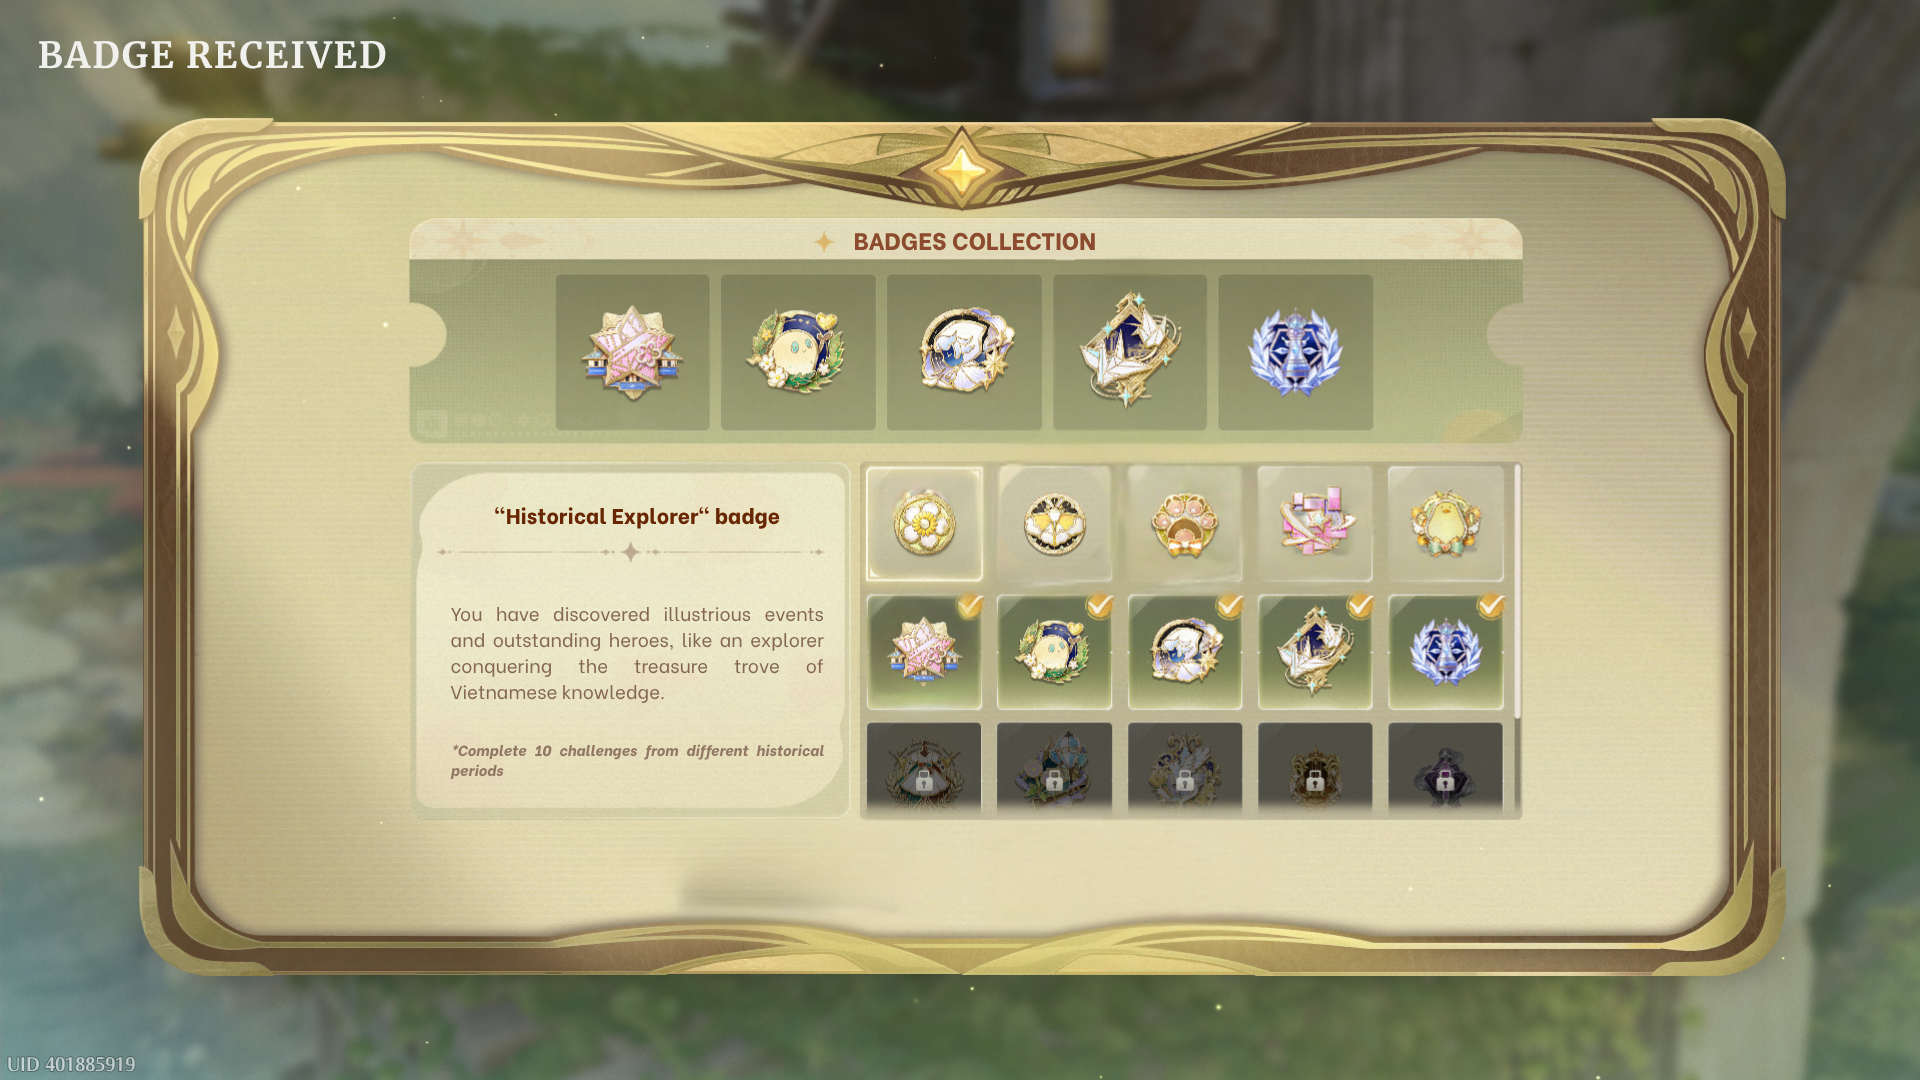 BADGE RECEIVED
BADGES COLLECTION
“Historical Explorer“ badge
You have discovered illustrious events
and outstanding heroes, like an explorer
conquering the treasure trove of
Vietnamese knowledge.
*Complete 10 challenges from different historical
periods
UID 401885919